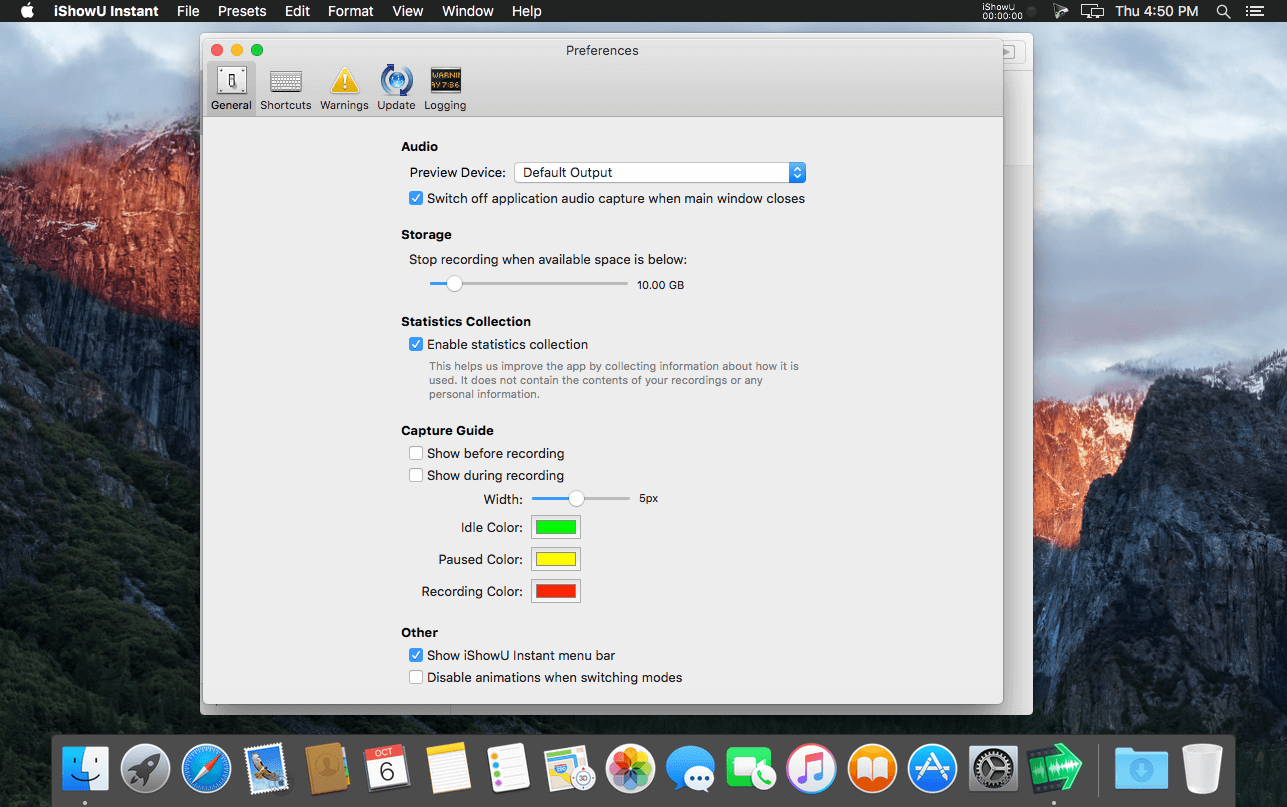 iShowU Instant File Presets Edit Format View Window Help iShowU 00:00:00 Thu 4:50 PM
Preferences
General Shortcuts Warnings Update Logging
Audio
Preview Device: Default Output
Switch off application audio capture when main window closes
Storage
Stop recording when available space is below:
10.00 GB
Statistics Collection
Enable statistics collection
This helps us improve the app by collecting information about how it is
used. It does not contain the contents of your recordings or any
personal information.
Capture Guide
Show before recording
Show during recording
Width: 5px
Idle Color:
Paused Color:
Recording Color:
Other
Show iShowU Instant menu bar
Disable animations when switching modes
OCT
6
3D